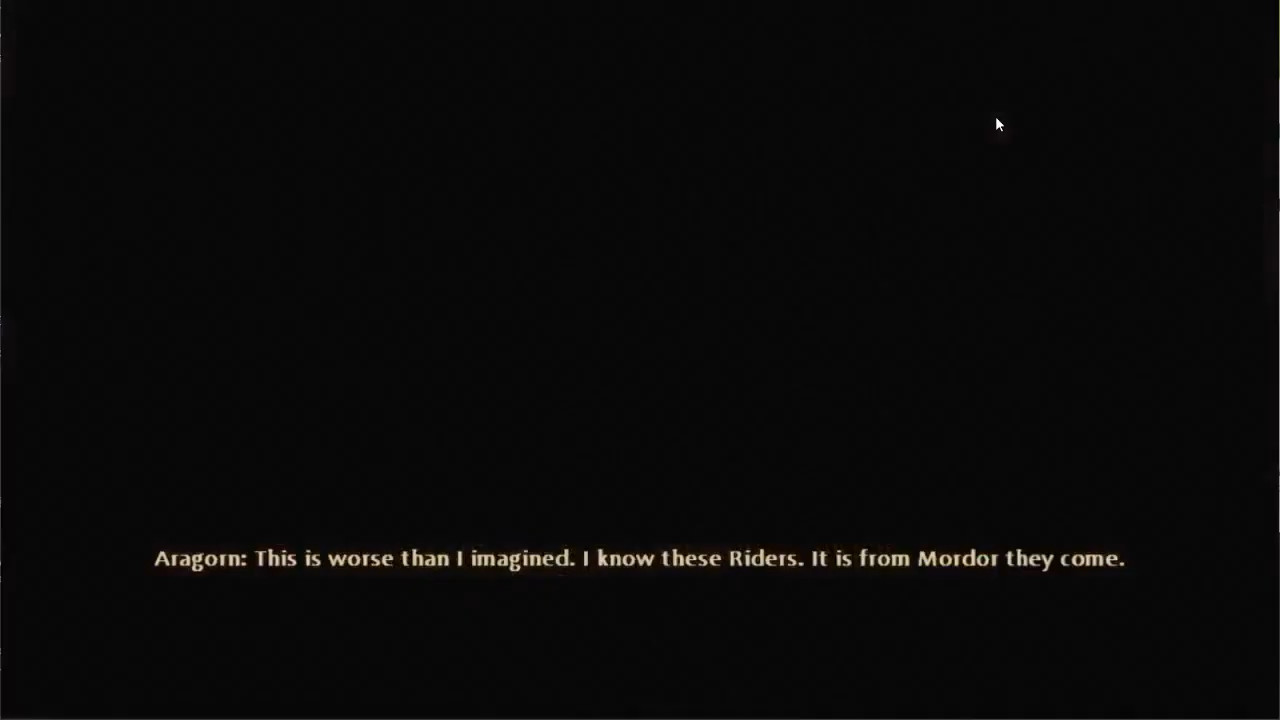 Aragorn: This is worse than I imagined. I know these Riders. It is from Mordor they come.